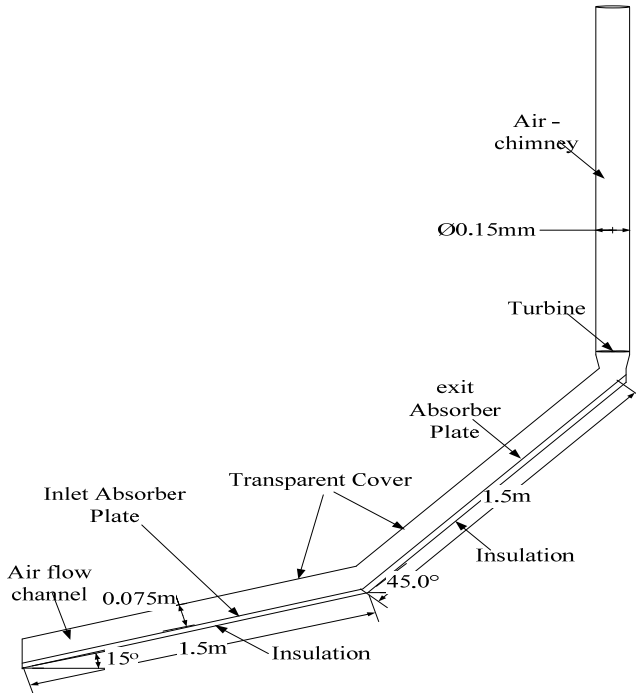 Air -
chimney
Ø0.15mm
Turbine
exit
Absorber
Plate
Transparent Cover
1.5m
Inlet Absorber
Plate
Insulation
Air flow
channel
0.075m
45.0°
15°
1.5m
Insulation